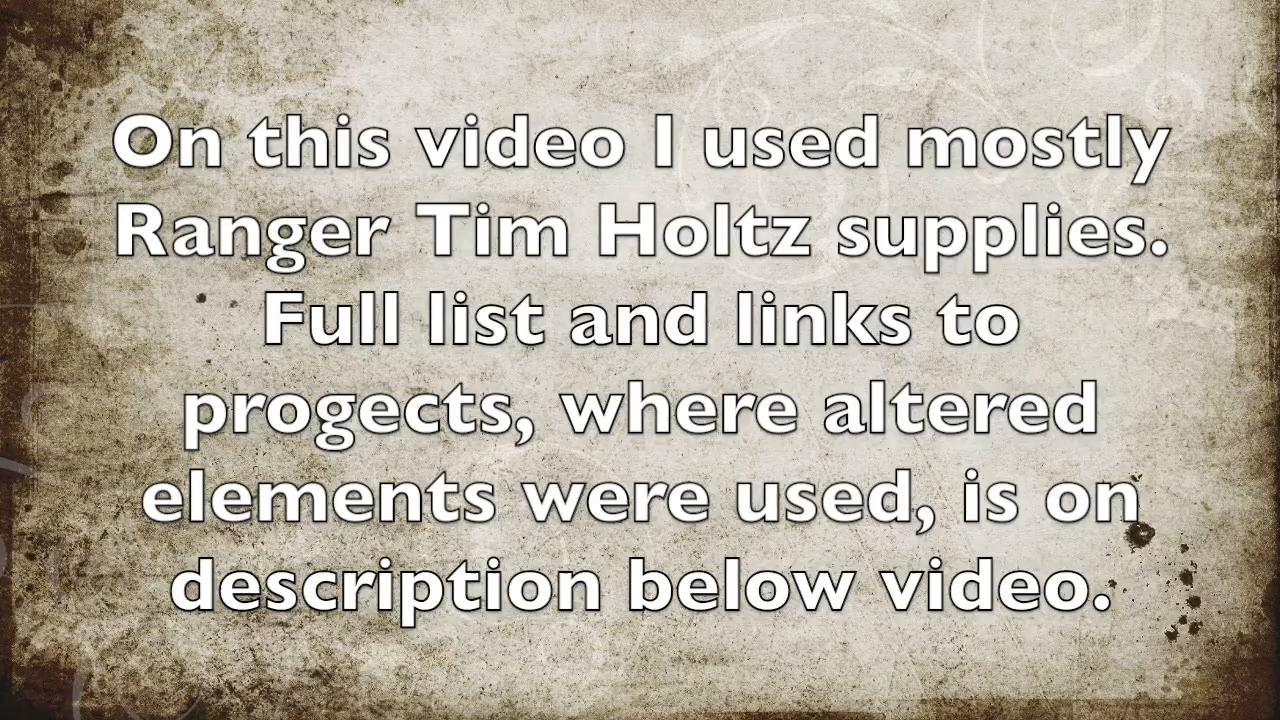 On this video I used mostly
Ranger Tim Holtz supplies.
Full list and links to
progects, where altered
elements were used, is on
description below video.